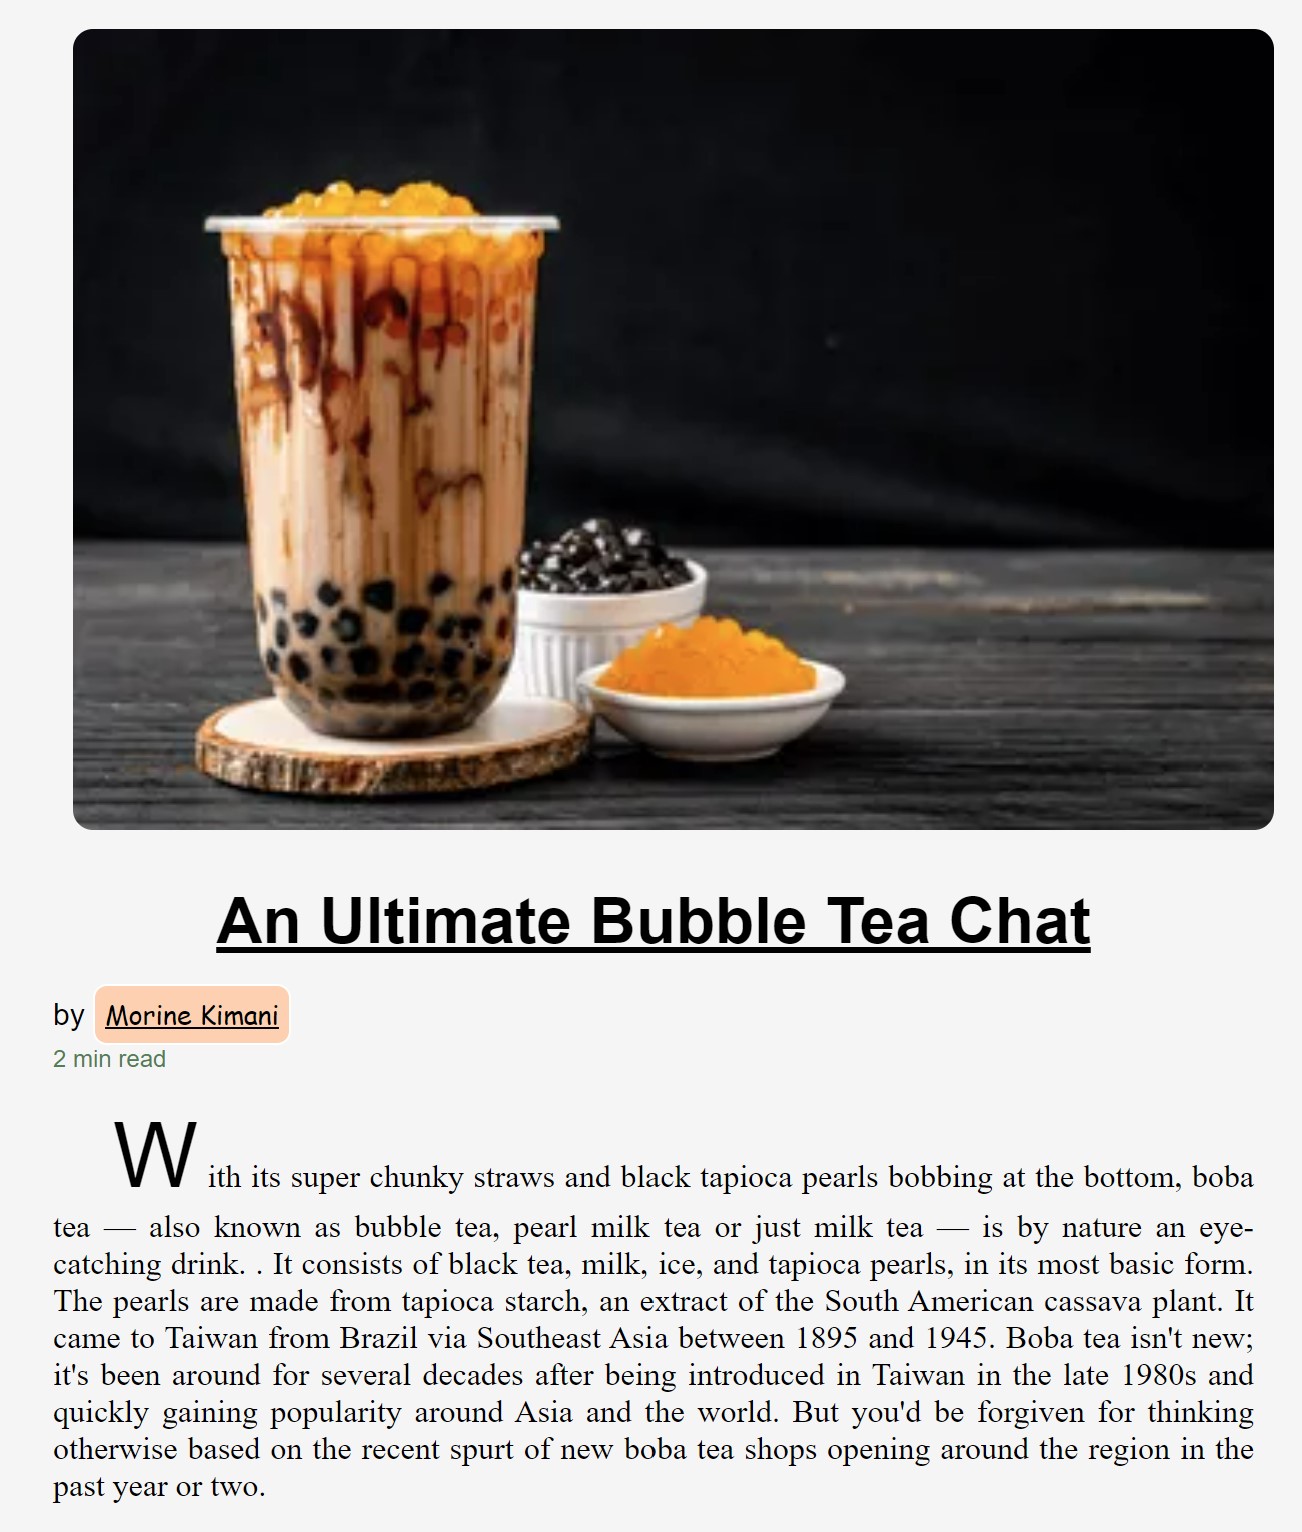 An Ultimate Bubble Tea Chat
by Morine Kimani
2 min read
With its super chunky straws and black tapioca pearls bobbing at the bottom, boba
tea — also known as bubble tea, pearl milk tea or just milk tea — is by nature an eye-
catching drink. . It consists of black tea, milk, ice, and tapioca pearls, in its most basic form.
The pearls are made from tapioca starch, an extract of the South American cassava plant. It
came to Taiwan from Brazil via Southeast Asia between 1895 and 1945. Boba tea isn't new;
it's been around for several decades after being introduced in Taiwan in the late 1980s and
quickly gaining popularity around Asia and the world. But you'd be forgiven for thinking
otherwise based on the recent spurt of new boba tea shops opening around the region in the
past year or two.